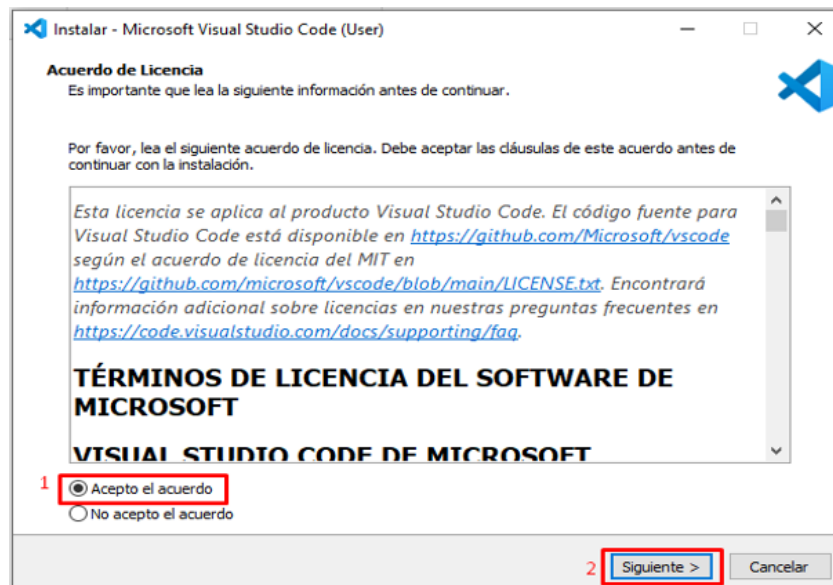 Instalar - Microsoft Visual Studio Code (User)
Acuerdo de Licencia
Es importante que lea la siguiente información antes de continuar.
Por favor, lea el siguiente acuerdo de licencia. Debe aceptar las cláusulas de este acuerdo antes de
continuar con la instalación.
Esta licencia se aplica al producto Visual Studio Code. El código fuente para
Visual Studio Code está disponible en https://github.com/Microsoft/vscode
según el acuerdo de licencia del MIT en
https://github.com/microsoft/vscode/blob/main/LICENSE.txt. Encontrará
información adicional sobre licencias en nuestras preguntas frecuentes en
https://code.visualstudio.com/docs/supporting/faq.
TÉRMINOS DE LICENCIA DEL SOFTWARE DE
MICROSOFT
VISUAL STUDIO CODE DE MICROSOFT
1 Acepto el acuerdo
No acepto el acuerdo
2 Siguiente > Cancelar